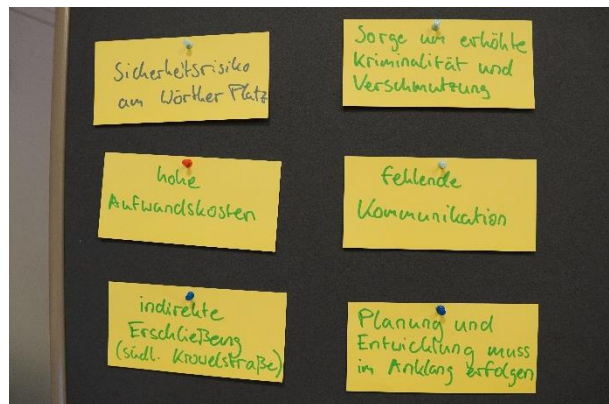 Sicherheitsrisiko
am Wörther Platz
Sorge um erhöhte
Kriminalität und
Verschmutzung
hohe
Aufwandskosten
fehlende
Kommunikation
indirekte
Erschließung
(südl. Krowelstraße)
Planung und
Entwicklung muss
im Anklang erfolgen